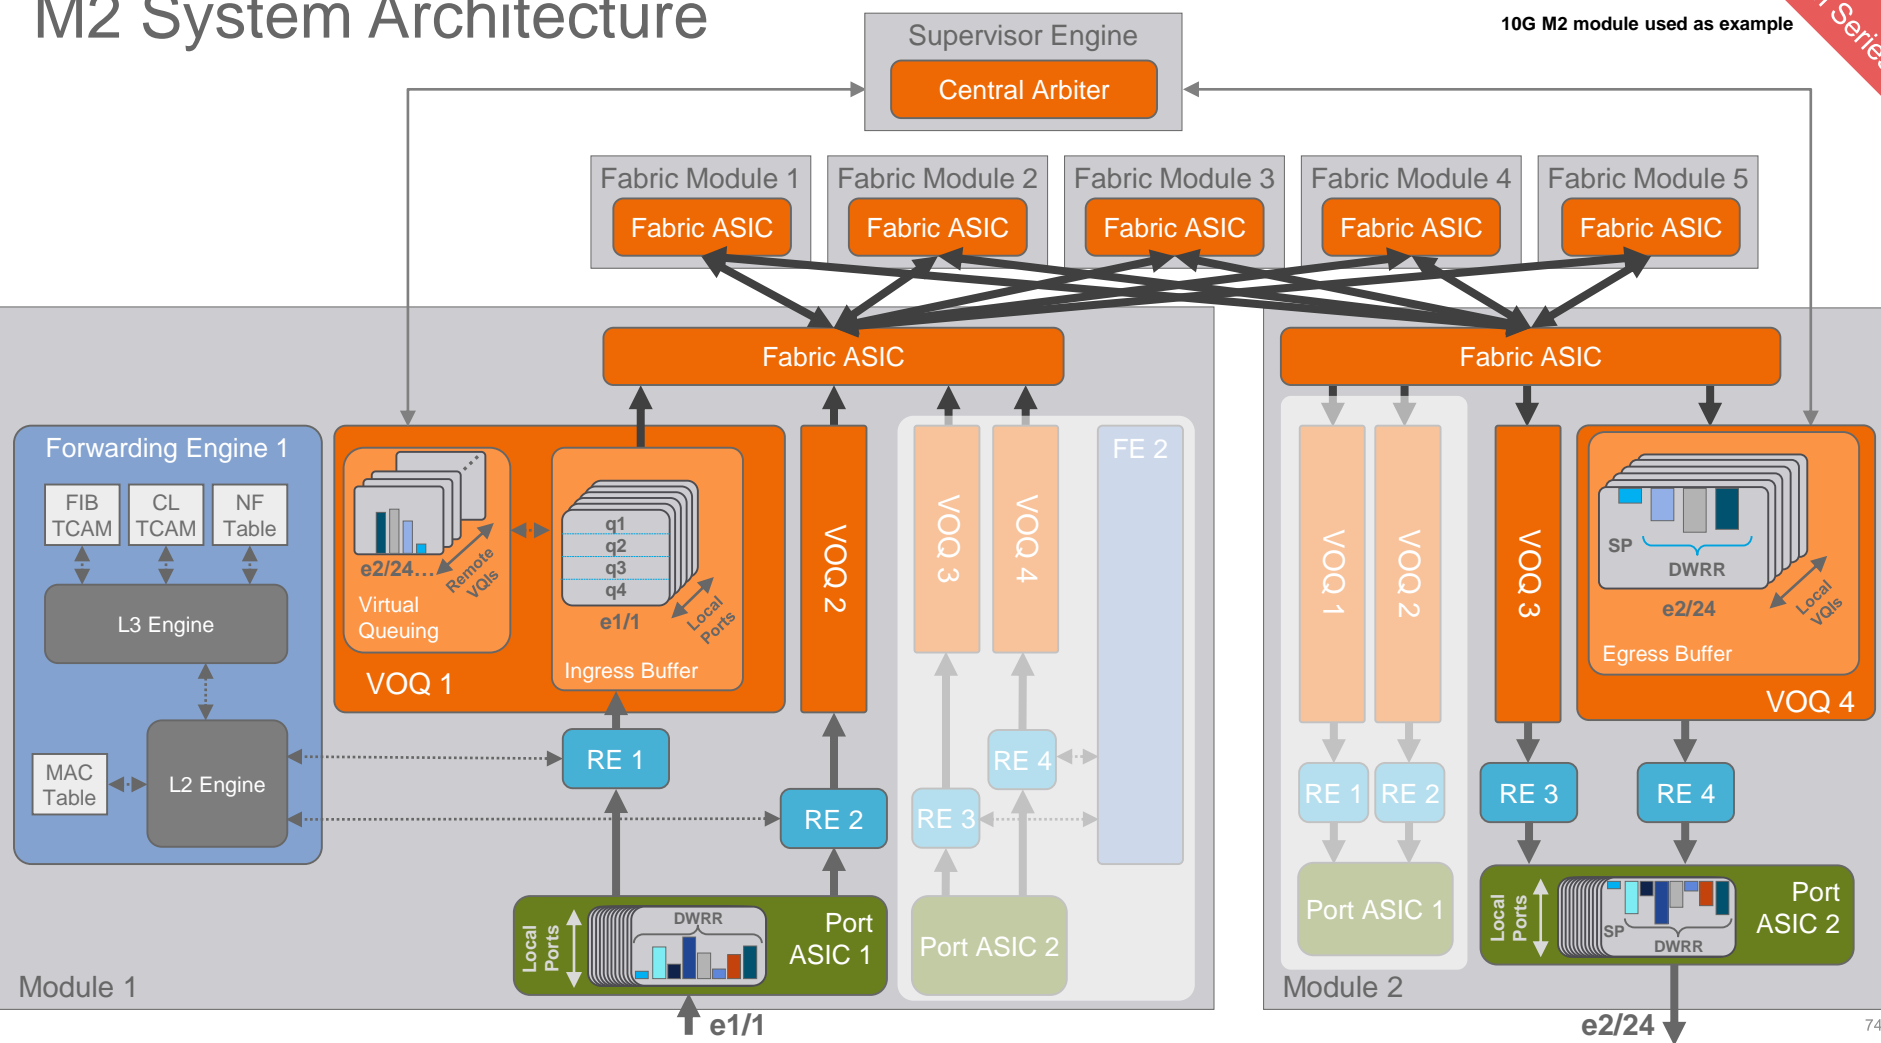 M2 System Architecture
10G M2 module used as example
Supervisor Engine
Central Arbiter
Fabric Module 1
Fabric ASIC
Fabric Module 2
Fabric ASIC
Fabric Module 3
Fabric ASIC
Fabric Module 4
Fabric ASIC
Fabric Module 5
Fabric ASIC
Fabric ASIC
Forwarding Engine 1
FIB
TCAM
CL
TCAM
NF
Table
L3 Engine
MAC
Table
L2 Engine
e2/24...
Remote
VQIs
Virtual
Queuing
VOQ 1
q1
q2
q3
q4
e1/1
Local
Ports
Ingress Buffer
VOQ 2
VOQ 3
VOQ 4
FE 2
RE 1
RE 2
RE 3
RE 4
Local
Ports
DWRR
Port
ASIC 1
Port ASIC 2
Module 1
e1/1
Fabric ASIC
VOQ 1
VOQ 2
VOQ 3
SP
DWRR
e2/24
Local
VQIs
Egress Buffer
VOQ 4
RE 1
RE 2
RE 3
RE 4
Port ASIC 1
Local
Ports
SP
DWRR
Port
ASIC 2
Module 2
e2/24
74